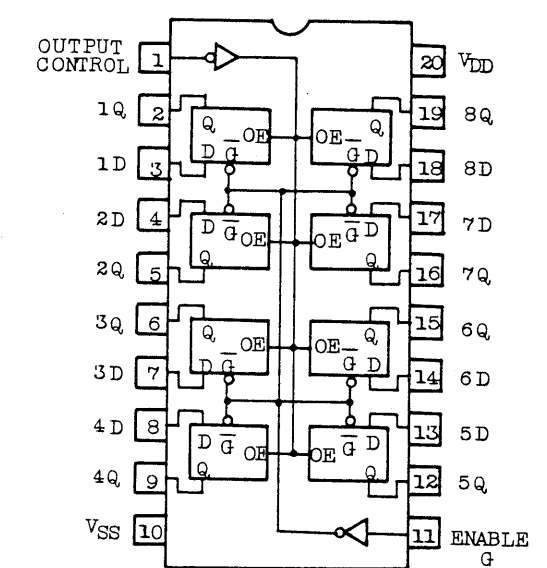 OUTPUT
CONTROL 1 20 VDD
1Q 2 19 8Q
Q OE OE Q
1D 3 D G G D 18 8D
2D 4 D G G D 17 7D
OE OE
2Q 5 Q Q 16 7Q
3Q 6 Q Q 15 6Q
OE OE
3D 7 D G G D 14 6D
4D 8 D G G D 13 5D
OE OE
4Q 9 Q Q 12 5Q
VSS 10 11 ENABLE
G